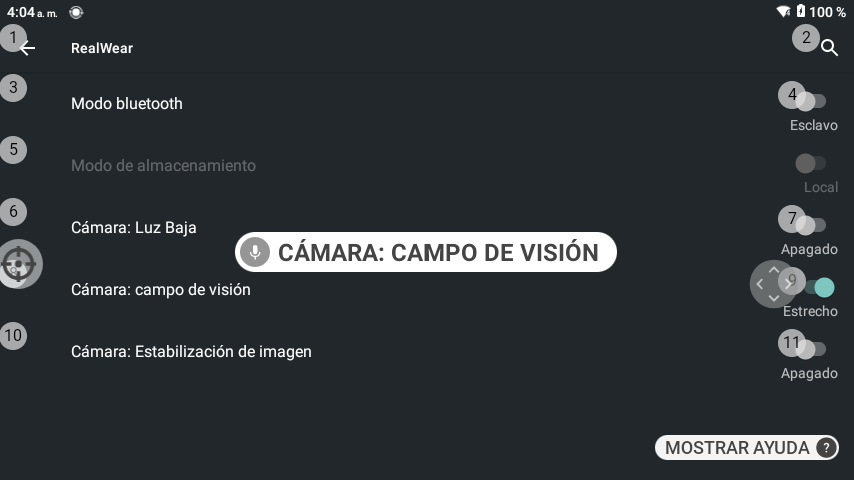 4:04 a. m.
100 %
1
RealWear
2
3
Modo bluetooth
4
Esclavo
5
Modo de almacenamiento
Local
6
Cámara: Luz Baja
7
Apagado
CÁMARA: CAMPO DE VISIÓN
Cámara: campo de visión
9
Estrecho
10
Cámara: Estabilización de imagen
11
Apagado
MOSTRAR AYUDA ?